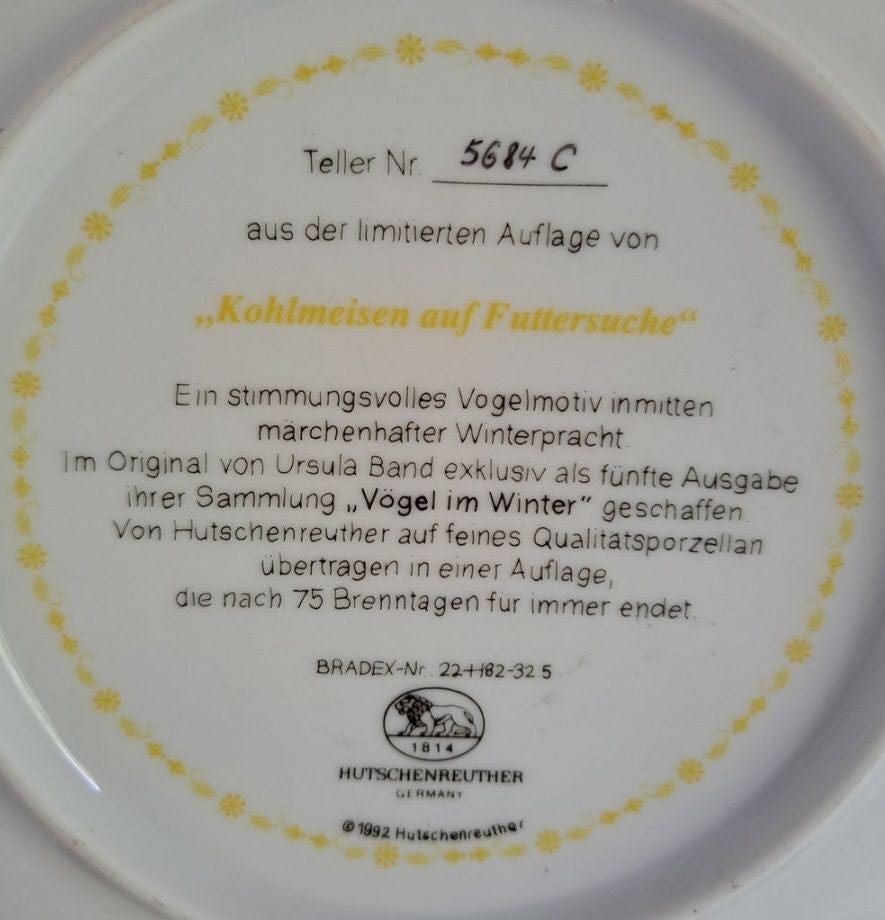 Teller Nr. 5684 C
aus der limitierten Auflage von
„Kohlmeisen auf Futtersuche“
Ein stimmungsvolles Vogelmotiv inmitten
märchenhafter Winterpracht.
Im Original von Ursula Band exklusiv als fünfte Ausgabe
ihrer Sammlung „Vögel im Winter” geschaffen.
Von Hutschenreuther auf feines Qualitätsporzellan
übertragen in einer Auflage,
die nach 75 Brenntagen für immer endet.
BRADEX-Nr. 22-H82-32.5
1814
HUTSCHENREUTHER
GERMANY
©1992 Hutschenreuther